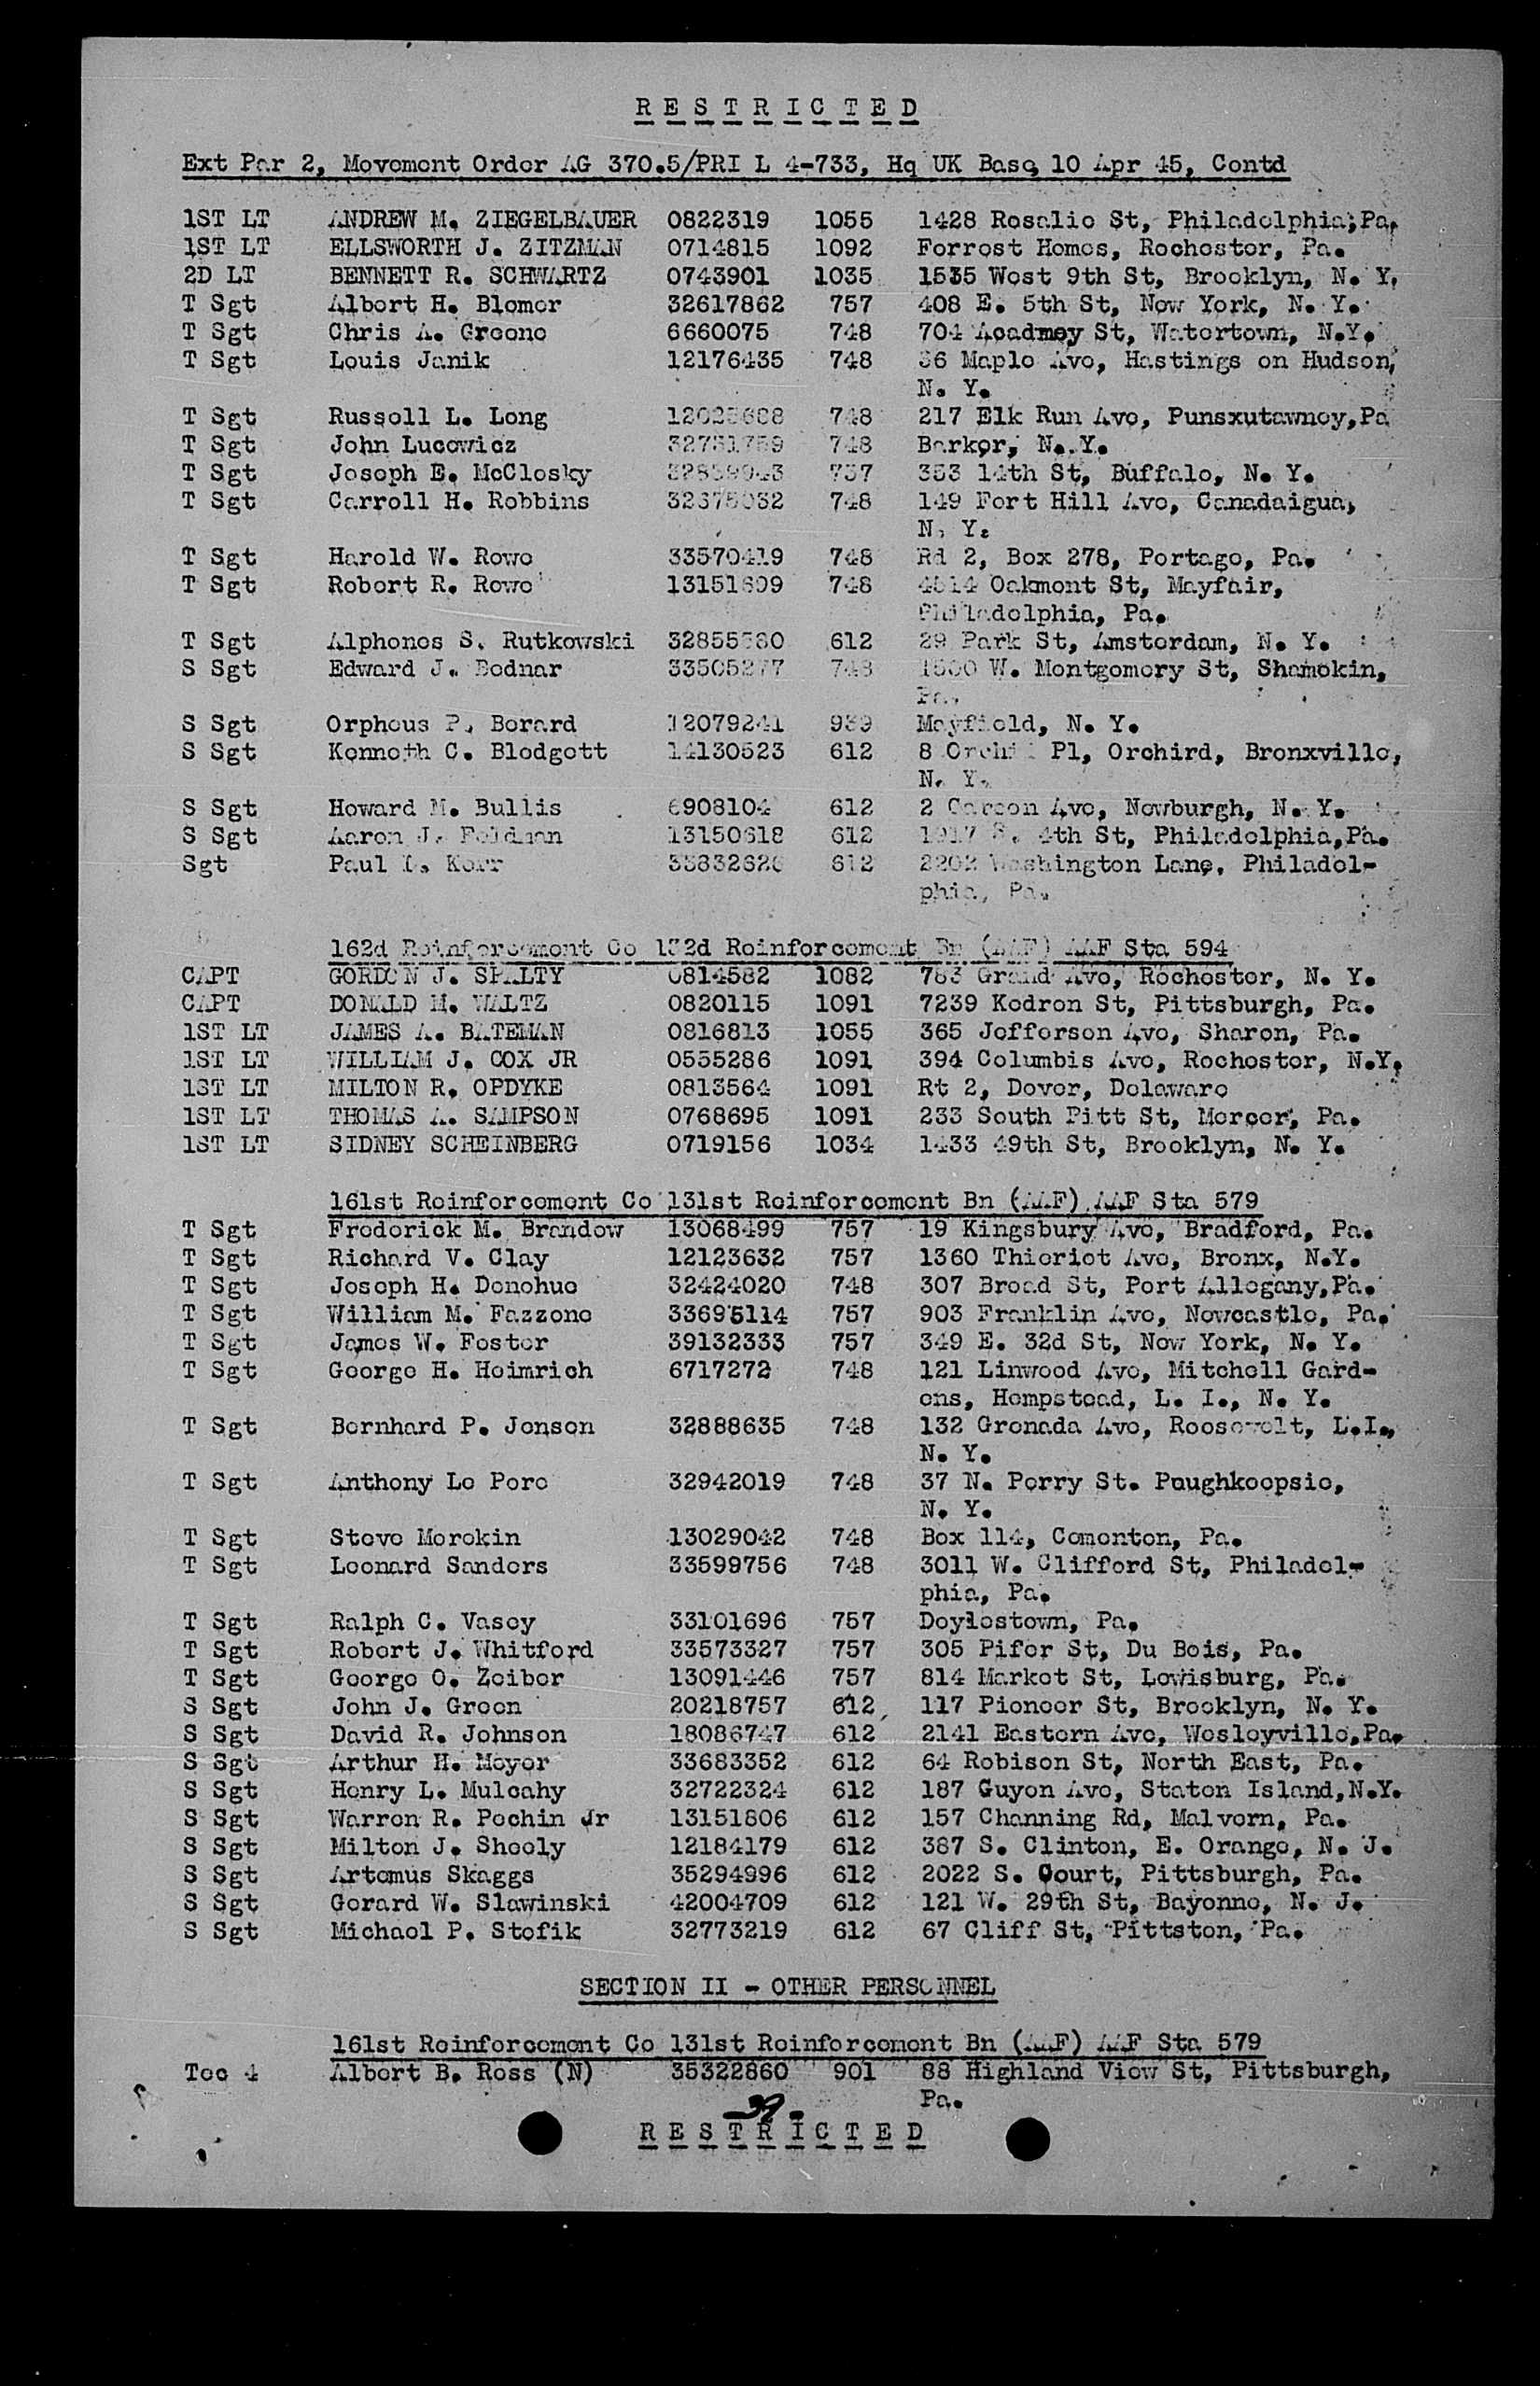 RESTRICTED
Ext Par 2, Movement Order AG 370.5/PRI L 4-733, Hq UK Base, 10 Apr 45, Contd
1ST LT ANDREW M. ZIEGELBAUER 0822319 1055 1428 Rosalie St, Philadelphia, Pa.
1ST LT ELLSWORTH J. ZITZMAN 0714815 1092 Forrest Homes, Rochester, Pa.
2D LT BENNETT R. SCHWARTZ 0743901 1035 1535 West 9th St, Brooklyn, N. Y.
T Sgt Albert H. Blomer 32617862 757 408 E. 5th St, New York, N. Y.
T Sgt Chris A. Greene 6660075 748 704 Acadmey St, Watertown, N.Y.
T Sgt Louis Janik 12176435 748 36 Maple Ave, Hastings on Hudson,
N. Y.
T Sgt Russell L. Long 748 217 Elk Run Ave, Punsxutawney, Pa
T Sgt John Lucewicz 748 Barker, N. Y.
T Sgt Joseph E. McClosky 757 353 14th St, Buffalo, N. Y.
T Sgt Carroll H. Robbins 748 149 Fort Hill Ave, Canadaigua,
N. Y.
T Sgt Harold W. Rowe 33570419 748 Rd 2, Box 278, Portage, Pa.
T Sgt Robert R. Rowe 748 4514 Oakmont St, Mayfair,
Philadelphia, Pa.
T Sgt Alphones S. Rutkowski 612 29 Park St, Amsterdam, N. Y.
S Sgt Edward J. Bednar 33505277 748 W. Montgomery St, Shamokin,
Pa.
S Sgt Orpheus P. Berard 12079241 939 Mayfield, N. Y.
S Sgt Kenneth C. Blodgett 14130523 612 8 Pl, Orchird, Bronxville,
N. Y.
S Sgt Howard M. Bullis 6908104 612 2 Carson Ave, Newburgh, N. Y.
S Sgt Aaron J. Feldman 13150618 612 1917 S. 4th St, Philadelphia, Pa.
Sgt Paul Kerr 612 2202 Washington Lane, Philadel-
phia, Pa.
162d Reinforcement Co 132d Reinforcement Bn (AAF) AAF Sta 594
CAPT GORDON J. SPALTY 0814582 1082 783 Grand Ave, Rochester, N. Y.
CAPT DONALD M. WALTZ 0820115 1091 7239 Kedron St, Pittsburgh, Pa.
1ST LT JAMES A. BATEMAN 0816813 1055 365 Jefferson Ave, Sharon, Pa.
1ST LT WILLIAM J. COX JR 0555286 1091 394 Columbis Ave, Rochester, N.Y.
1ST LT MILTON R. OPDYKE 0813564 1091 Rt 2, Dover, Delaware
1ST LT THOMAS A. SAMPSON 0768695 1091 233 South Pitt St, Mercer, Pa.
1ST LT SIDNEY SCHEINBERG 0719156 1034 1433 49th St, Brooklyn, N. Y.
161st Reinforcement Co 131st Reinforcement Bn (AAF) AAF Sta 579
T Sgt Frederick M. Brandow 13068499 757 19 Kingsbury Ave, Bradford, Pa.
T Sgt Richard V. Clay 12123632 757 1360 Thieriot Ave, Bronx, N.Y.
T Sgt Joseph H. Donohue 32424020 748 307 Broad St, Port Allegany, Pa.
T Sgt William M. Fazzone 33695114 757 903 Franklin Ave, Newcastle, Pa.
T Sgt James W. Foster 39132333 757 349 E. 32d St, New York, N. Y.
T Sgt George H. Heimrich 6717272 748 121 Linwood Ave, Mitchell Gard-
ens, Hempstead, L. I., N. Y.
T Sgt Bernhard P. Jensen 32888635 748 132 Grenada Ave, Roosevelt, L.I.,
N. Y.
T Sgt Anthony Lo Pore 32942019 748 37 N. Perry St. Poughkeepsie,
N. Y.
T Sgt Steve Merekin 13029042 748 Box 114, Cementon, Pa.
T Sgt Leonard Sanders 33599756 748 3011 W. Clifford St, Philadel-
phia, Pa.
T Sgt Ralph C. Vasey 33101696 757 Doylestown, Pa.
T Sgt Robert J. Whitford 33573327 757 305 Pifer St, Du Bois, Pa.
T Sgt George O. Zeiber 13091446 757 814 Market St, Lewisburg, Pa.
S Sgt John J. Green 20218757 612 117 Pioneer St, Brooklyn, N. Y.
S Sgt David R. Johnson 18086747 612 2141 Eastern Ave, Wesleyville, Pa.
S Sgt Arthur H. Meyer 33683352 612 64 Robison St, North East, Pa.
S Sgt Henry L. Mulcahy 32722324 612 187 Guyon Ave, Staten Island, N.Y.
S Sgt Warren R. Pechin Jr 13151806 612 157 Channing Rd, Malvern, Pa.
S Sgt Milton J. Sheely 12184179 612 387 S. Clinton, E. Orange, N. J.
S Sgt Artemus Skaggs 35294996 612 2022 S. Court, Pittsburgh, Pa.
S Sgt Gerard W. Slawinski 42004709 612 121 W. 29th St, Bayonne, N. J.
S Sgt Michael P. Stefik 32773219 612 67 Cliff St, Pittston, Pa.
SECTION II - OTHER PERSONNEL
161st Reinforcement Co 131st Reinforcement Bn (AAF) AAF Sta 579
Tec 4 Albert B. Ross (N) 35322860 901 88 Highland View St, Pittsburgh,
Pa.
39.
RESTRICTED